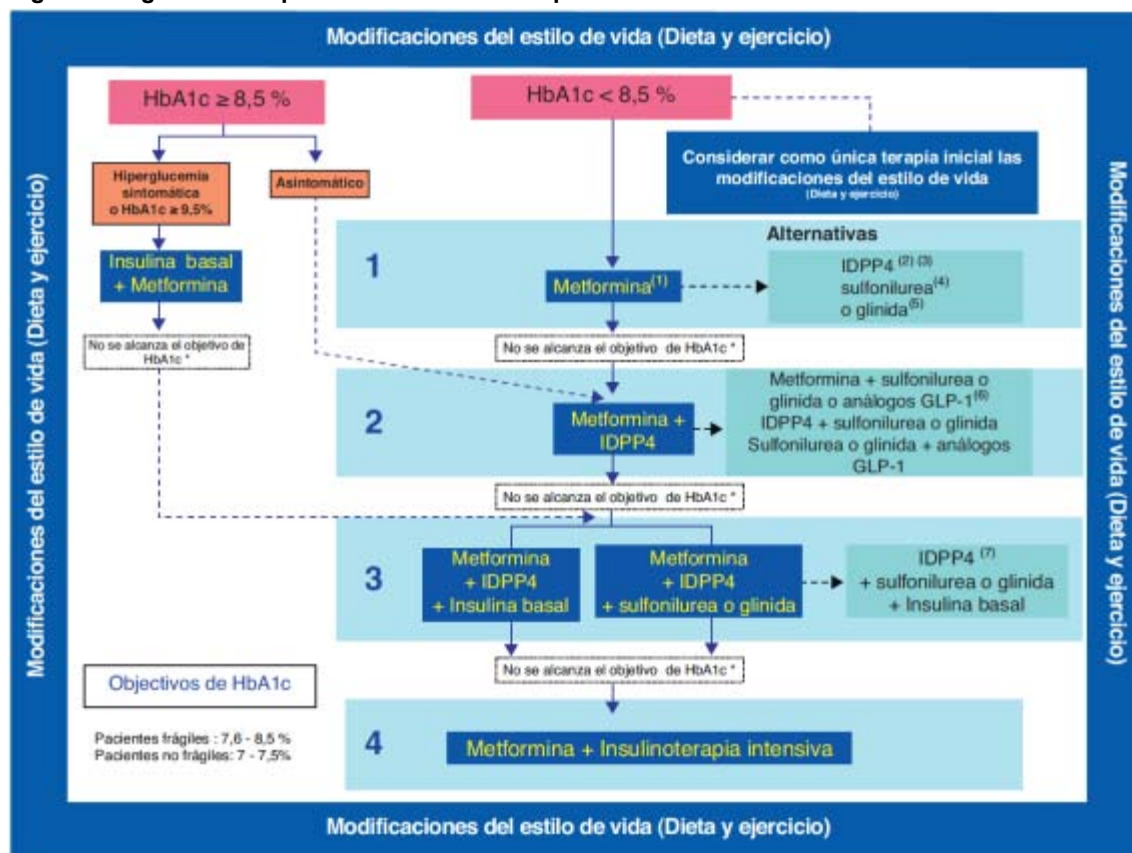 Modificaciones del estilo de vida (Dieta y ejercicio)
Modificaciones del estilo de vida (Dieta y ejercicio)
HbA1c ≥ 8,5 %
HbA1c < 8,5 %
Hiperglucemia
sintomática
o HbA1c ≥ 9,5%
Asintomático
Considerar como única terapia inicial las
modificaciones del estilo de vida
(Dieta y ejercicio)
Insulina basal
+ Metformina
No se alcanza el objetivo de
HbA1c *
1
Metformina(1)
Alternativas
IDPP4 (2) (3)
sulfonilurea(4)
o glinida(5)
No se alcanza el objetivo de HbA1c *
2
Metformina +
IDPP4
Metformina + sulfonilurea o
glinida o análogos GLP-1(6)
IDPP4 + sulfonilurea o glinida
Sulfonilurea o glinida + análogos
GLP-1
No se alcanza el objetivo de HbA1c *
3
Metformina
+ IDPP4
+ Insulina basal
Metformina
+ IDPP4
+ sulfonilurea o glinida
IDPP4 (7)
+ sulfonilurea o glinida
+ Insulina basal
No se alcanza el objetivo de HbA1c *
4
Metformina + Insulinoterapia intensiva
Objectivos de HbA1c
Pacientes frágiles : 7,6 - 8,5 %
Pacientes no frágiles: 7 - 7,5%
Modificaciones del estilo de vida (Dieta y ejercicio)
Modificaciones del estilo de vida (Dieta y ejercicio)